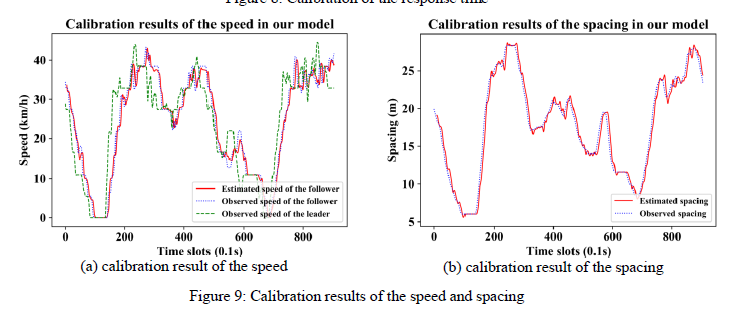 Figure 8: Calibration of the response time
Calibration results of the speed in our model
40
30
20
10
0
Speed (km/h)
Estimated speed of the follower
Observed speed of the follower
Observed speed of the leader
0 200 400 600 800
Time slots (0.1s)
(a) calibration result of the speed
Calibration results of the spacing in our model
25
20
15
10
5
Spacing (m)
Estimated spacing
Observed spacing
0 200 400 600 800
Time slots (0.1s)
(b) calibration result of the spacing
Figure 9: Calibration results of the speed and spacing